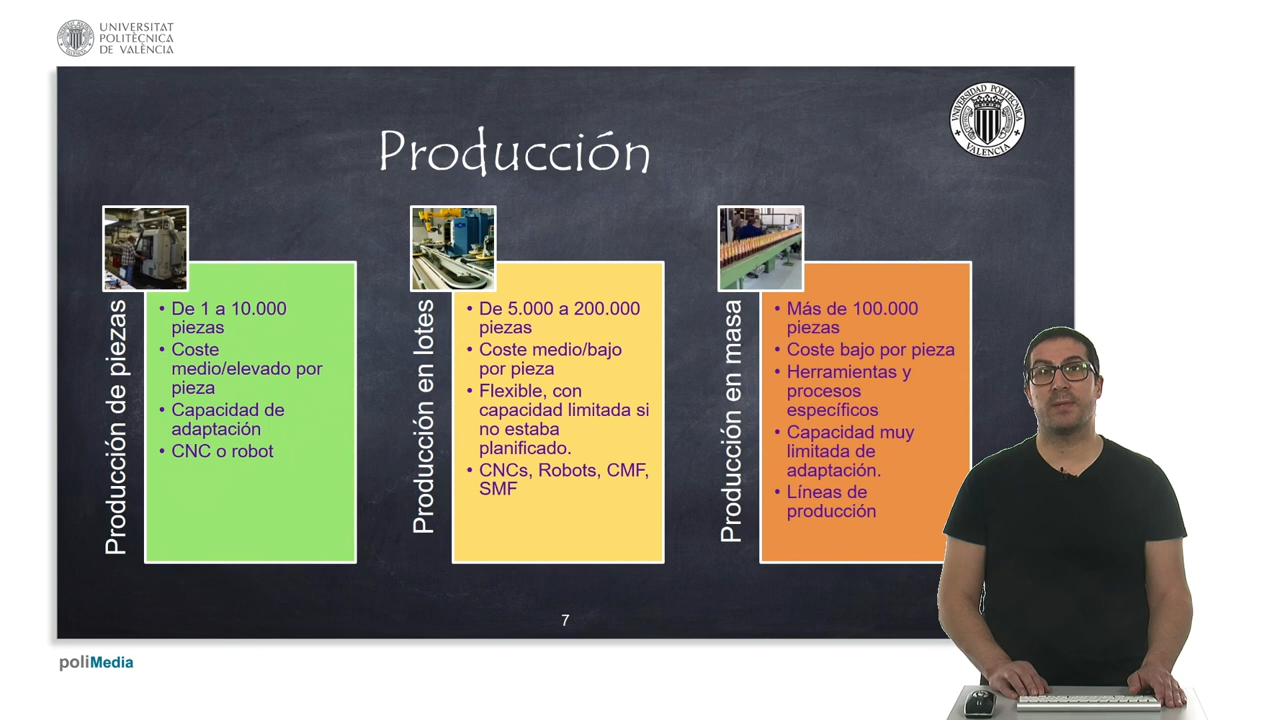 UNIVERSITAT
POLITÈCNICA
DE VALÈNCIA
UNIVERSIDAD POLITECNICA
VALENCIA
Producción
Producción de piezas
• De 1 a 10.000
piezas
• Coste
medio/elevado por
pieza
• Capacidad de
adaptación
• CNC o robot
Producción en lotes
• De 5.000 a 200.000
piezas
• Coste medio/bajo
por pieza
• Flexible, con
capacidad limitada si
no estaba
planificado.
• CNCs, Robots, CMF,
SMF
Producción en masa
• Más de 100.000
piezas
• Coste bajo por pieza
• Herramientas y
procesos
específicos
• Capacidad muy
limitada de
adaptación.
• Líneas de
producción
7
poliMedia